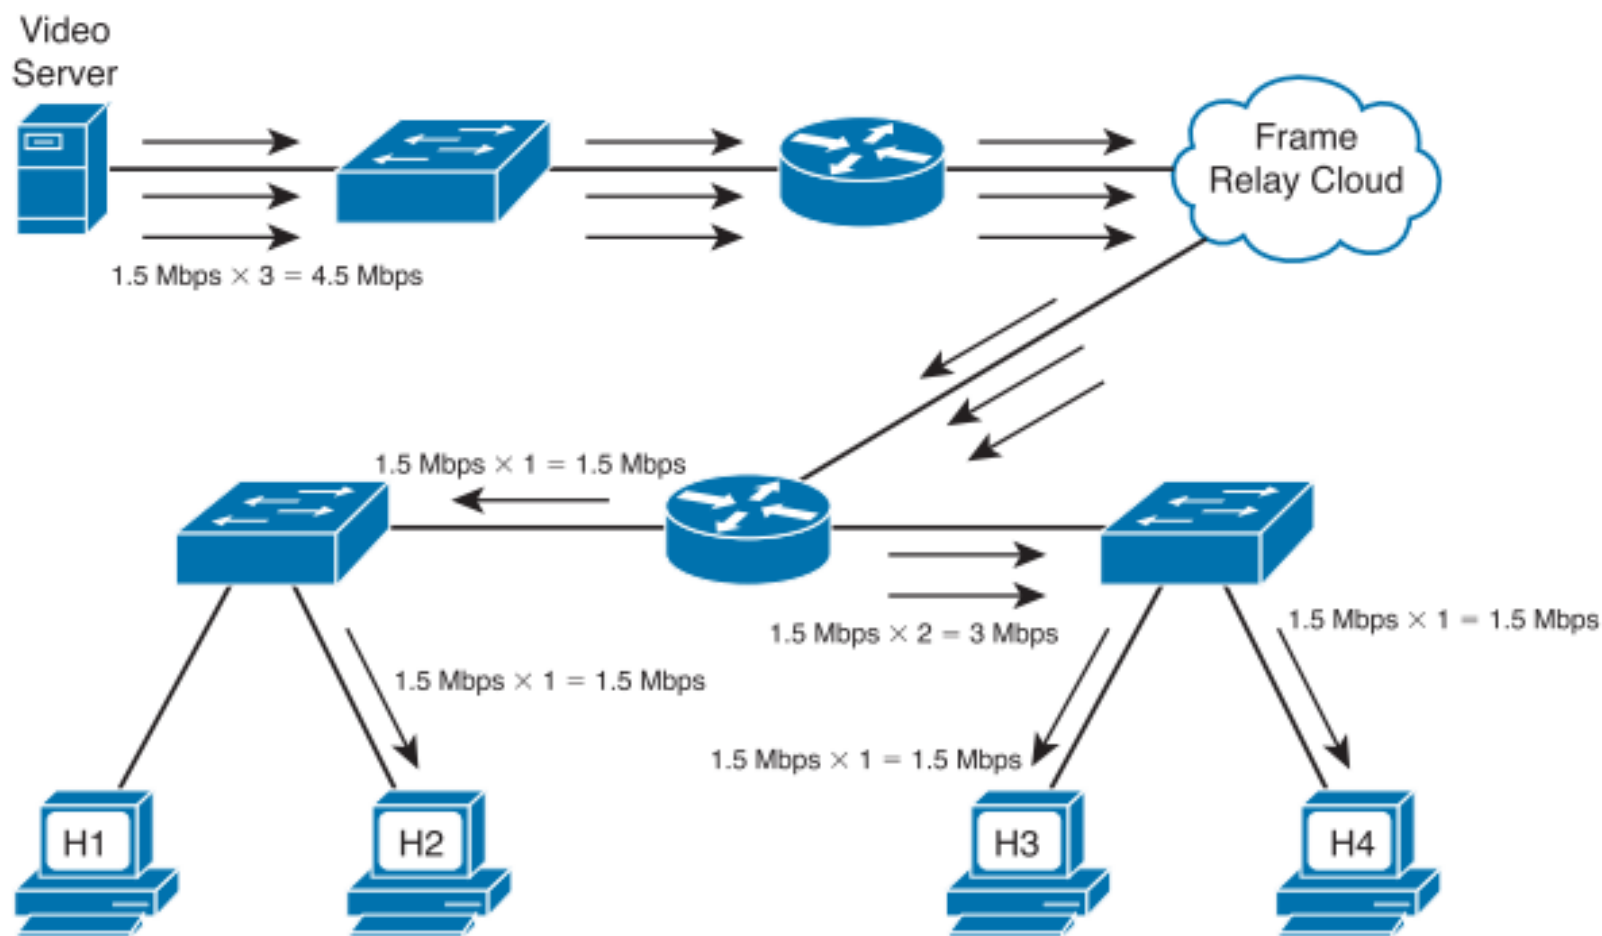 Video
Server
Frame
Relay Cloud
1.5 Mbps × 3 = 4.5 Mbps
1.5 Mbps × 1 = 1.5 Mbps
1.5 Mbps × 2 = 3 Mbps
1.5 Mbps × 1 = 1.5 Mbps
1.5 Mbps × 1 = 1.5 Mbps
1.5 Mbps × 1 = 1.5 Mbps
H1
H2
H3
H4